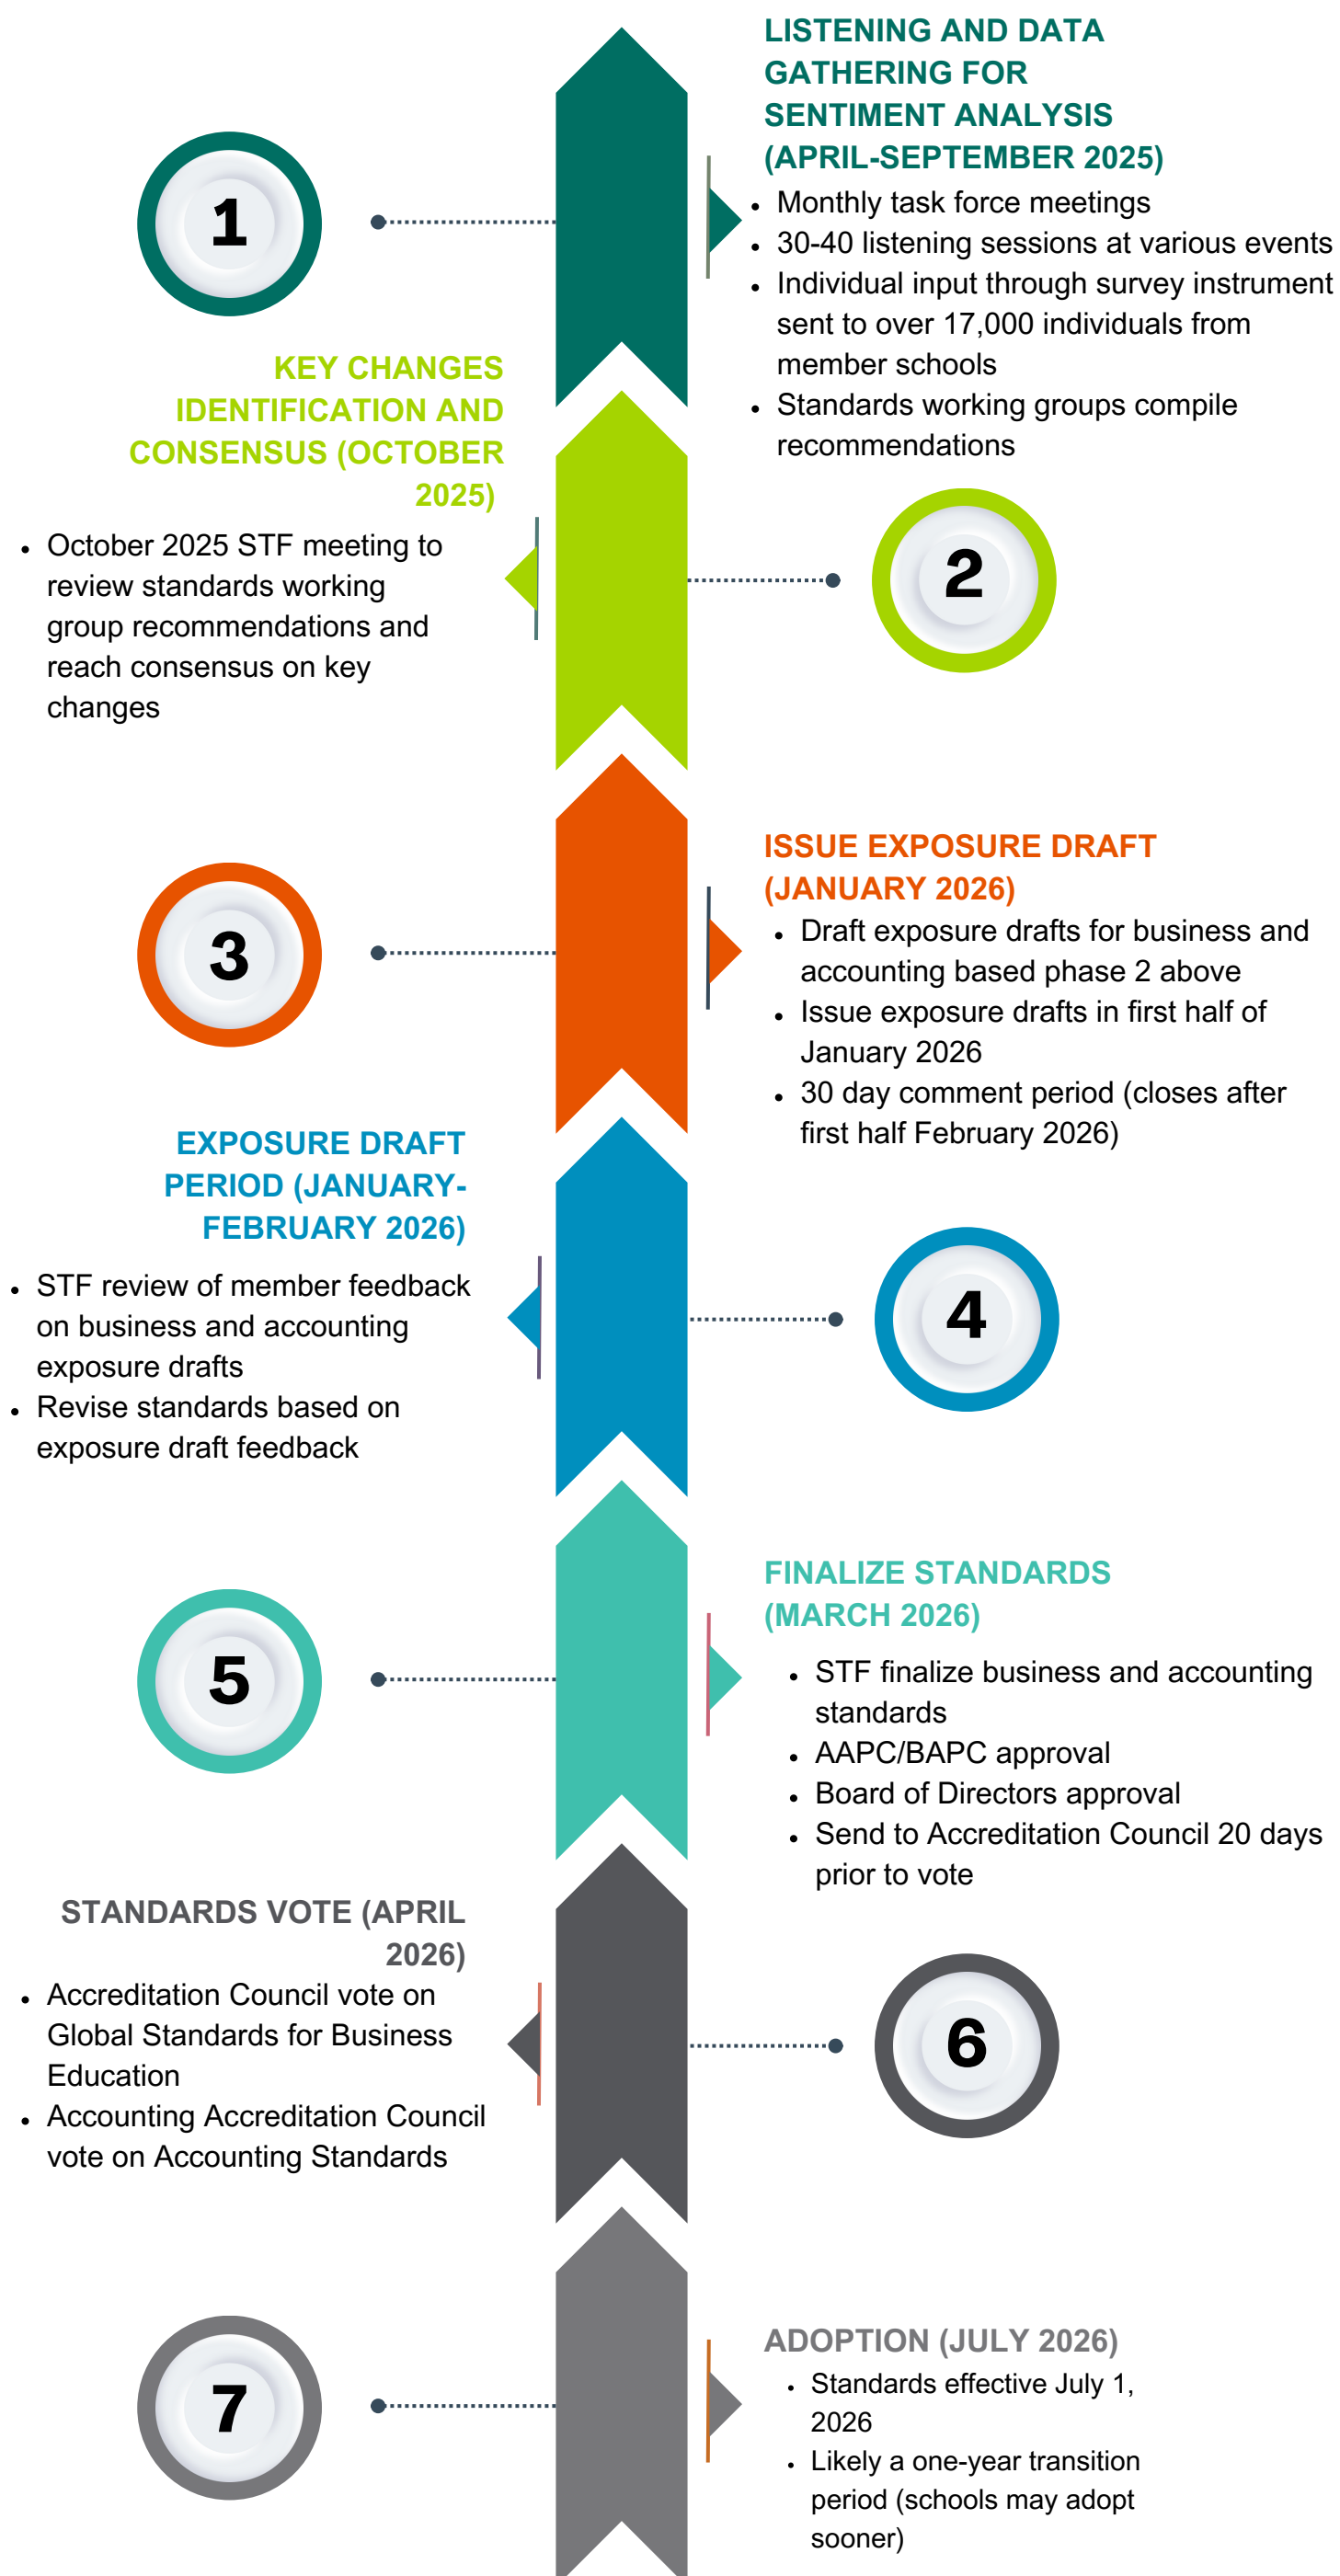 1
LISTENING AND DATA
GATHERING FOR
SENTIMENT ANALYSIS
(APRIL-SEPTEMBER 2025)
• Monthly task force meetings
• 30-40 listening sessions at various events
• Individual input through survey instrument
sent to over 17,000 individuals from
member schools
• Standards working groups compile
recommendations
2
KEY CHANGES
IDENTIFICATION AND
CONSENSUS (OCTOBER
2025)
• October 2025 STF meeting to
review standards working
group recommendations and
reach consensus on key
changes
3
ISSUE EXPOSURE DRAFT
(JANUARY 2026)
• Draft exposure drafts for business and
accounting based phase 2 above
• Issue exposure drafts in first half of
January 2026
• 30 day comment period (closes after
first half February 2026)
4
EXPOSURE DRAFT
PERIOD (JANUARY-
FEBRUARY 2026)
• STF review of member feedback
on business and accounting
exposure drafts
• Revise standards based on
exposure draft feedback
5
FINALIZE STANDARDS
(MARCH 2026)
• STF finalize business and accounting
standards
• AAPC/BAPC approval
• Board of Directors approval
• Send to Accreditation Council 20 days
prior to vote
6
STANDARDS VOTE (APRIL
2026)
• Accreditation Council vote on
Global Standards for Business
Education
• Accounting Accreditation Council
vote on Accounting Standards
7
ADOPTION (JULY 2026)
• Standards effective July 1,
2026
• Likely a one-year transition
period (schools may adopt
sooner)